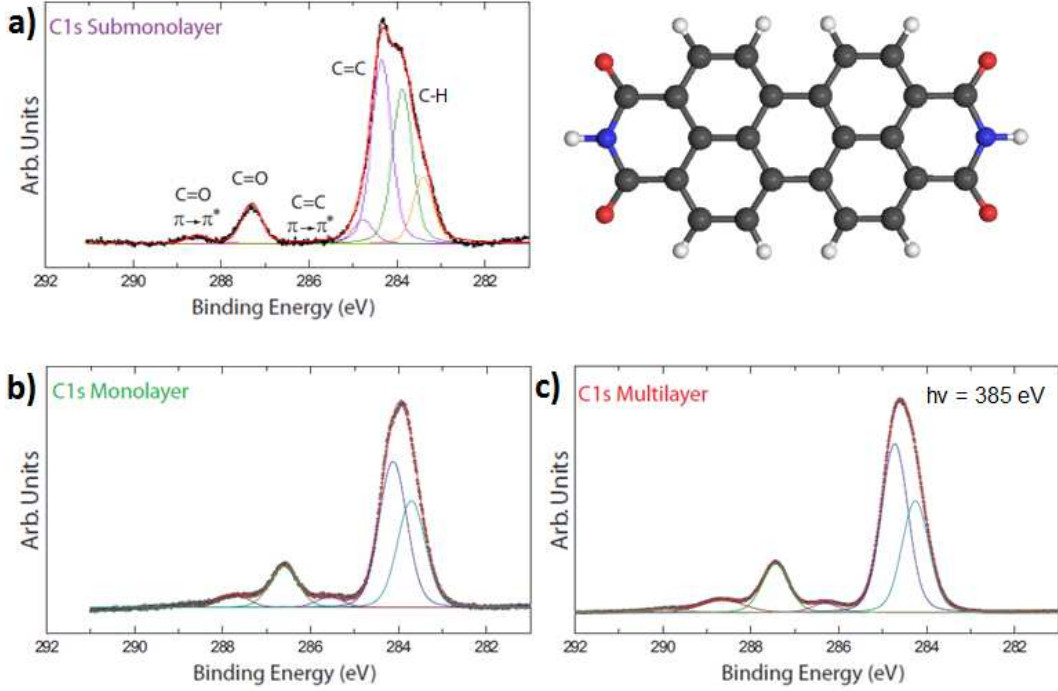 a)
C1s Submonolayer
C=C
C-H
C=O
π→π*
C=O
C=C
π→π*
Arb. Units
292 290 288 286 284 282
Binding Energy (eV)
b)
C1s Monolayer
Arb. Units
292 290 288 286 284 282
Binding Energy (eV)
c)
C1s Multilayer
hν = 385 eV
Arb. Units
292 290 288 286 284 282
Binding Energy (eV)